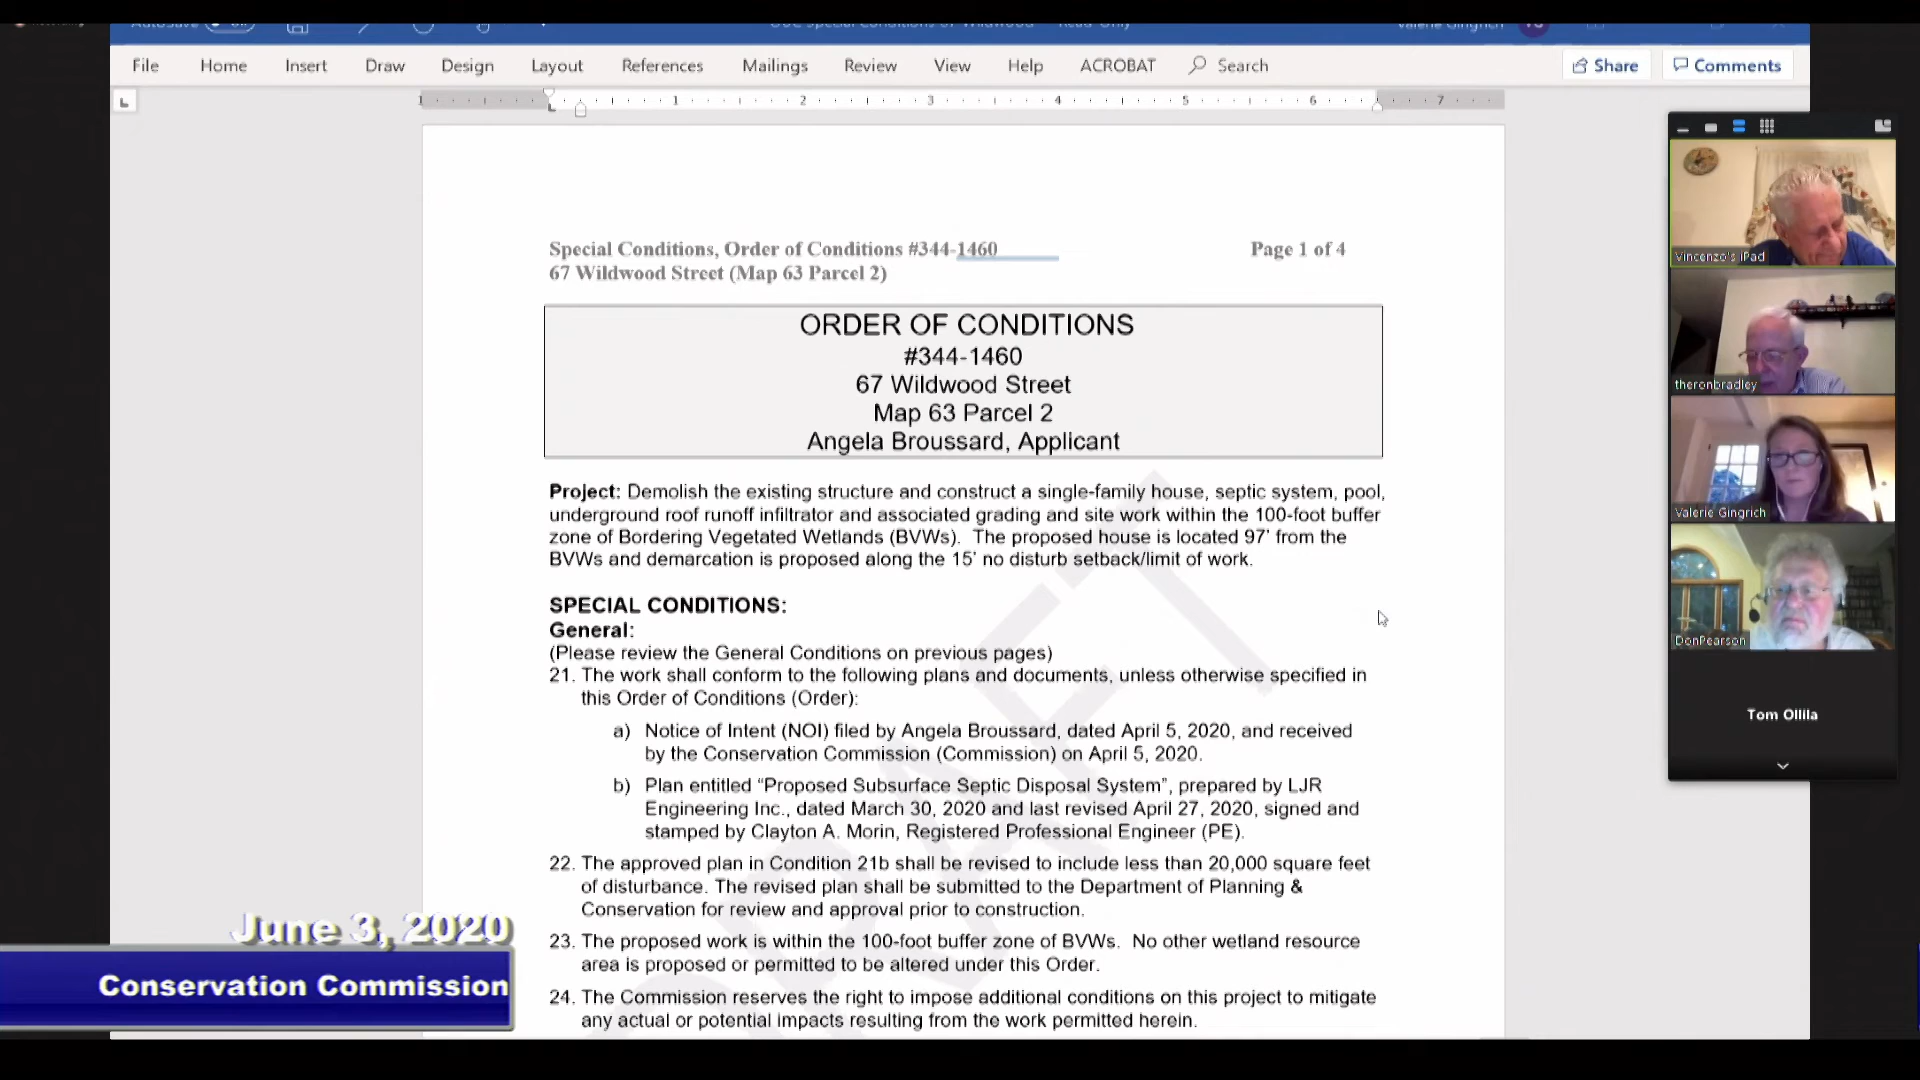 AutoSave
Valerie Gingrich
File Home Insert Draw Design Layout References Mailings Review View Help ACROBAT Search Share Comments
1 1 2 3 4 5 6 7
Special Conditions, Order of Conditions #344-1460 Page 1 of 4
67 Wildwood Street (Map 63 Parcel 2)
ORDER OF CONDITIONS
#344-1460
67 Wildwood Street
Map 63 Parcel 2
Angela Broussard, Applicant
Project: Demolish the existing structure and construct a single-family house, septic system, pool,
underground roof runoff infiltrator and associated grading and site work within the 100-foot buffer
zone of Bordering Vegetated Wetlands (BVWs). The proposed house is located 97' from the
BVWs and demarcation is proposed along the 15' no disturb setback/limit of work.
SPECIAL CONDITIONS:
General:
(Please review the General Conditions on previous pages)
21. The work shall conform to the following plans and documents, unless otherwise specified in
this Order of Conditions (Order):
a) Notice of Intent (NOI) filed by Angela Broussard, dated April 5, 2020, and received
by the Conservation Commission (Commission) on April 5, 2020.
b) Plan entitled “Proposed Subsurface Septic Disposal System”, prepared by LJR
Engineering Inc., dated March 30, 2020 and last revised April 27, 2020, signed and
stamped by Clayton A. Morin, Registered Professional Engineer (PE).
22. The approved plan in Condition 21b shall be revised to include less than 20,000 square feet
of disturbance. The revised plan shall be submitted to the Department of Planning &
Conservation for review and approval prior to construction.
23. The proposed work is within the 100-foot buffer zone of BVWs. No other wetland resource
area is proposed or permitted to be altered under this Order.
24. The Commission reserves the right to impose additional conditions on this project to mitigate
any actual or potential impacts resulting from the work permitted herein.
DRAFT
Vincenzo's iPad
theronbradley
Valerie Gingrich
DonPearson
Tom Ollila
June 3, 2020
Conservation Commission